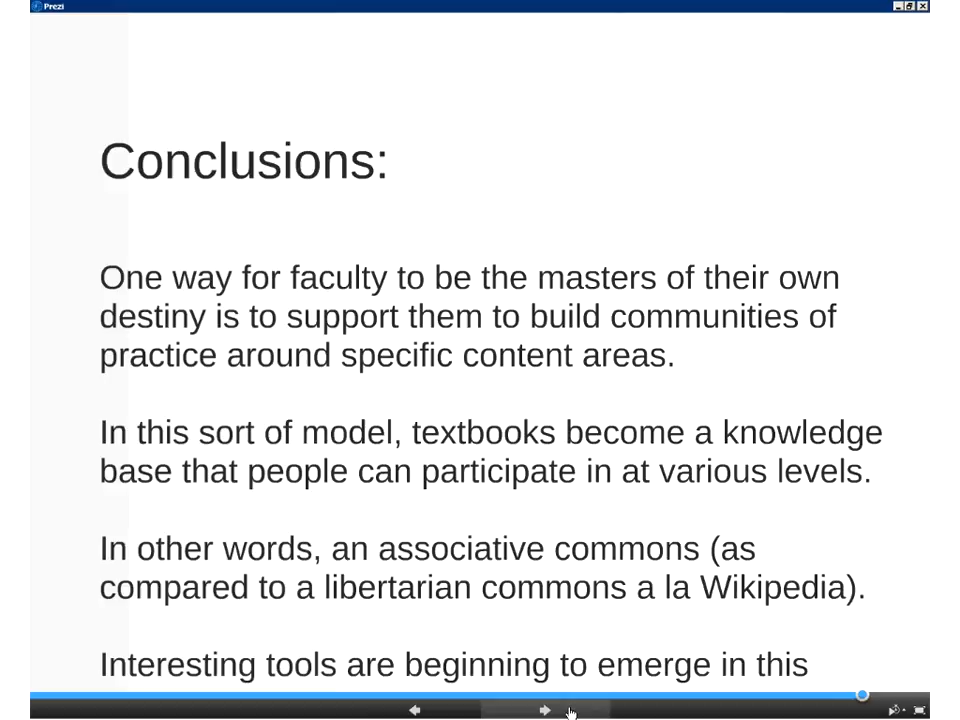 Prezi
Conclusions:
One way for faculty to be the masters of their own
destiny is to support them to build communities of
practice around specific content areas.
In this sort of model, textbooks become a knowledge
base that people can participate in at various levels.
In other words, an associative commons (as
compared to a libertarian commons a la Wikipedia).
Interesting tools are beginning to emerge in this